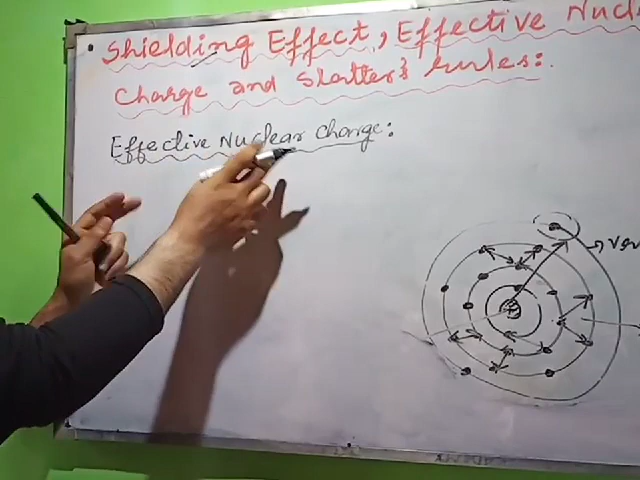 • Shielding Effect, Effective Nucl
Charge and Slatter's rules:
Effective Nuclear Charge: